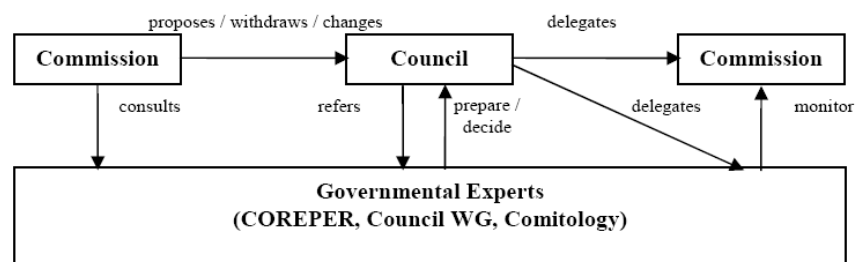 proposes / withdraws / changes
delegates
Commission
Council
Commission
consults
refers
prepare /
decide
delegates
monitor
Governmental Experts
(COREPER, Council WG, Comitology)